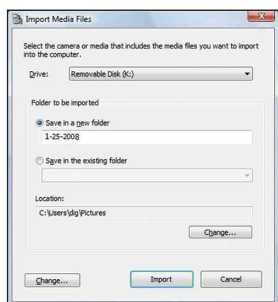 Import Media Files
Select the camera or media that includes the media files you want to import
into the computer.
Drive: Removable Disk (K:)
Folder to be imported
Save in a new folder
1-25-2008
Save in the existing folder
Location:
C:\Users\dig\Pictures
Change...
Change... Import Cancel